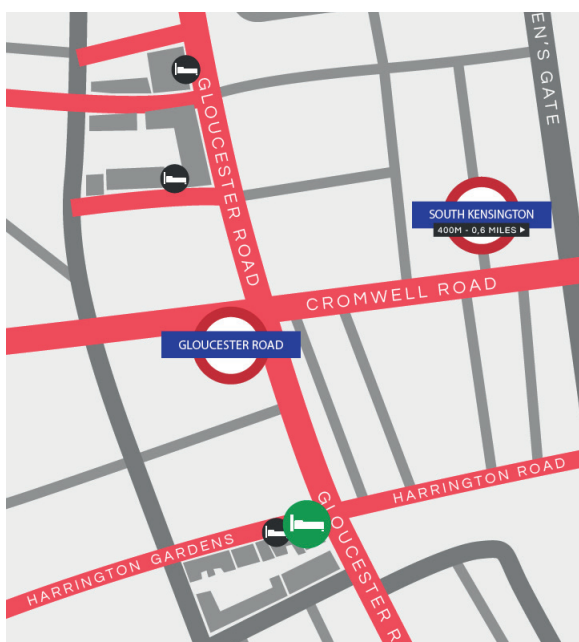 GLOUCESTER ROAD
EN'S GATE
SOUTH KENSINGTON
400M - 0,6 MILES
CROMWELL ROAD
GLOUCESTER ROAD
HARRINGTON ROAD
GLOUCESTER R
HARRINGTON GARDENS